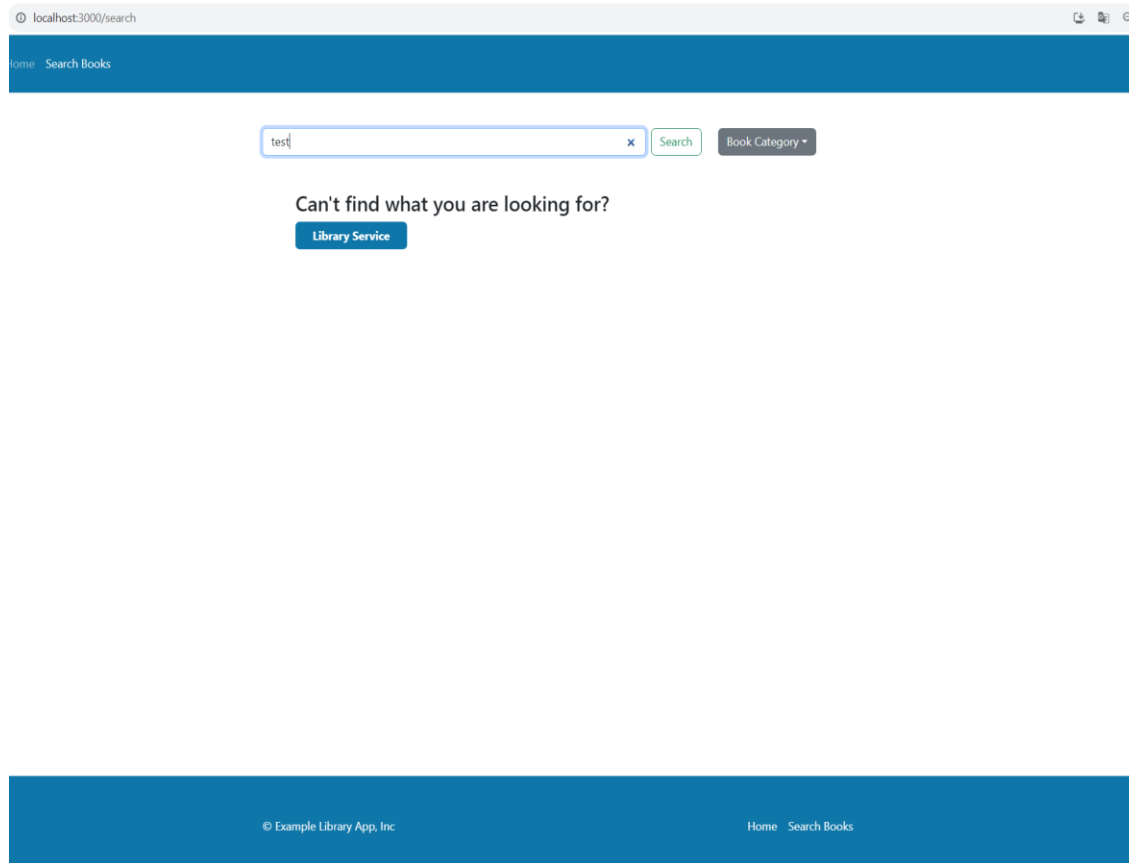 localhost:3000/search
Home Search Books
test
Search
Book Category
Can't find what you are looking for?
Library Service
© Example Library App, Inc
Home Search Books